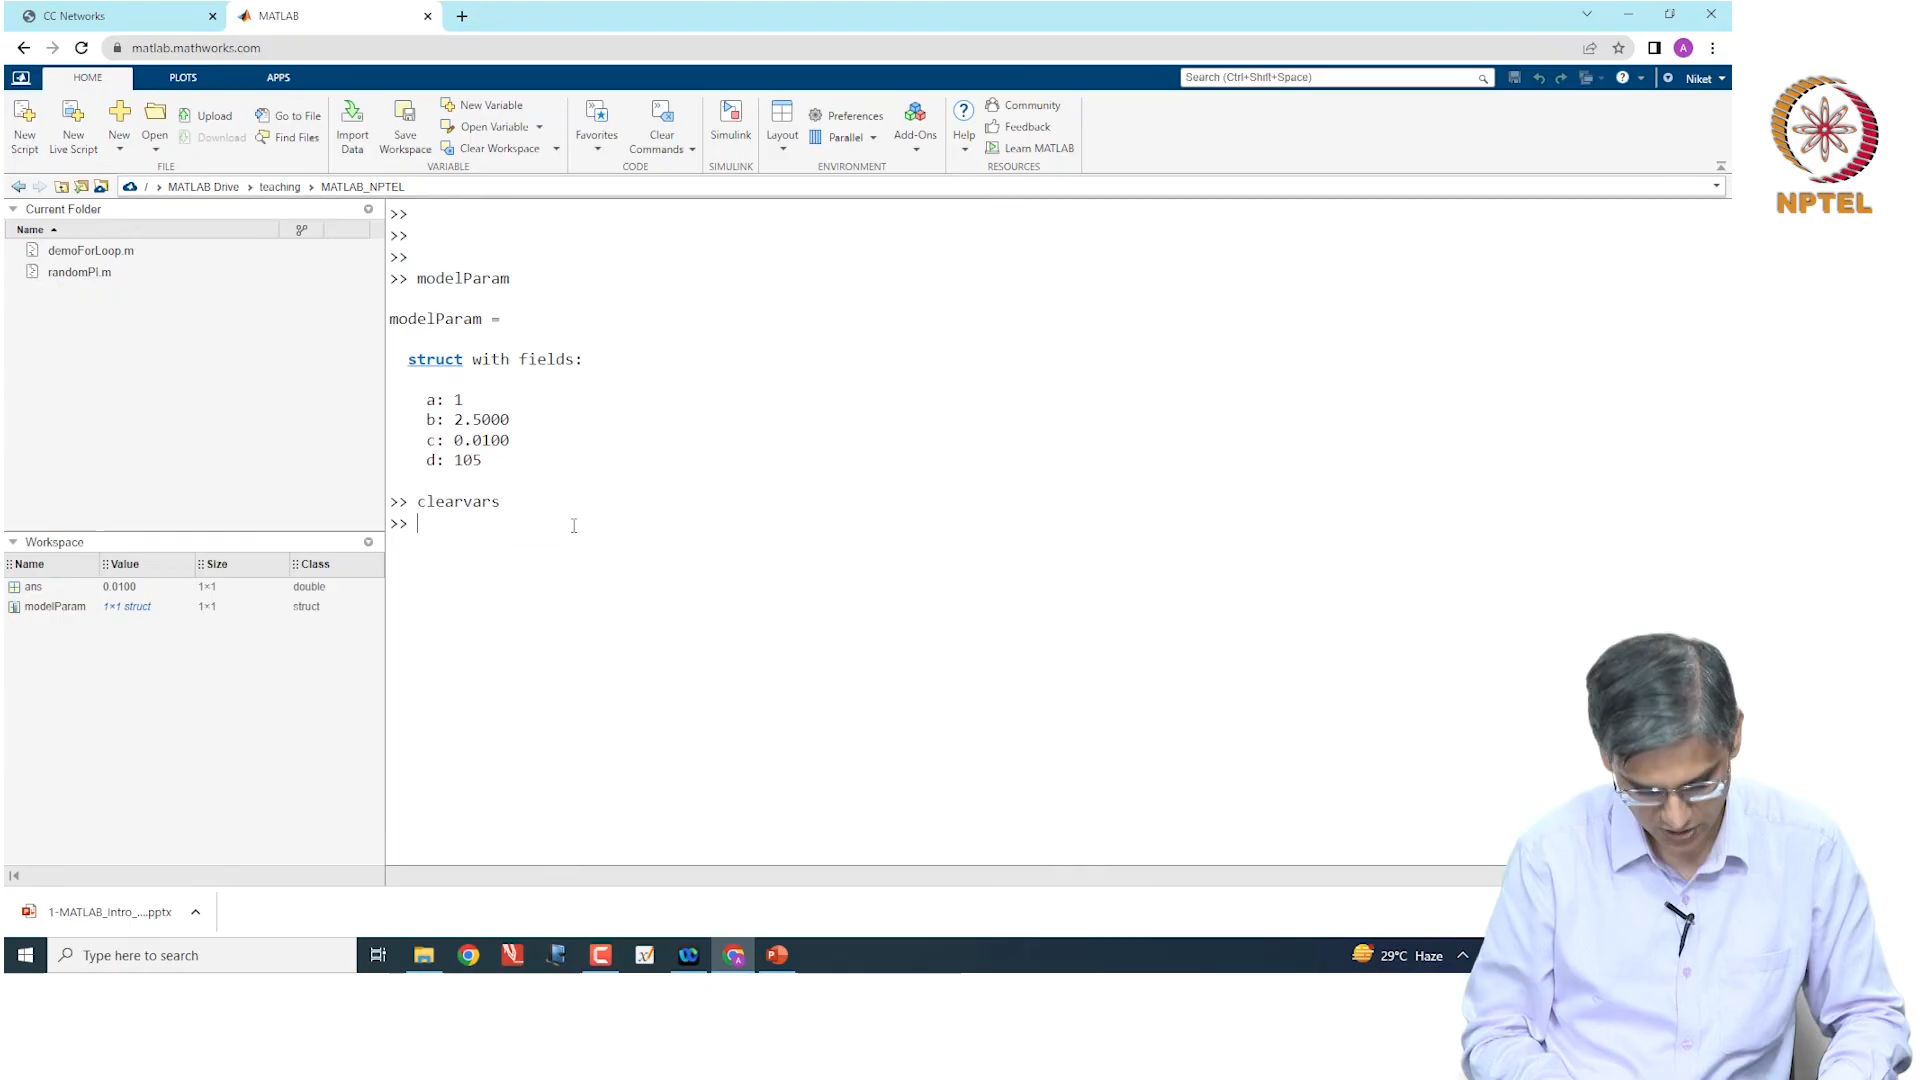 CC Networks
MATLAB
matlab.mathworks.com
HOME
PLOTS
APPS
Search (Ctrl+Shift+Space)
Niket
New Script
New Live Script
New
Open
Upload
Download
Go to File
Find Files
FILE
Import Data
Save Workspace
New Variable
Open Variable
Clear Workspace
VARIABLE
Favorites
Clear Commands
CODE
Simulink
SIMULINK
Layout
Preferences
Parallel
Add-Ons
ENVIRONMENT
Help
Community
Feedback
Learn MATLAB
RESOURCES
/ > MATLAB Drive > teaching > MATLAB_NPTEL
NPTEL
Current Folder
Name
demoForLoop.m
randomPi.m
>>
>>
>>
>> modelParam
modelParam =
struct with fields:
a: 1
b: 2.5000
c: 0.0100
d: 105
>> clearvars
>>
Workspace
Name Value Size Class
ans 0.0100 1×1 double
modelParam 1×1 struct 1×1 struct
1-MATLAB_Intro_....pptx
Type here to search
29°C Haze